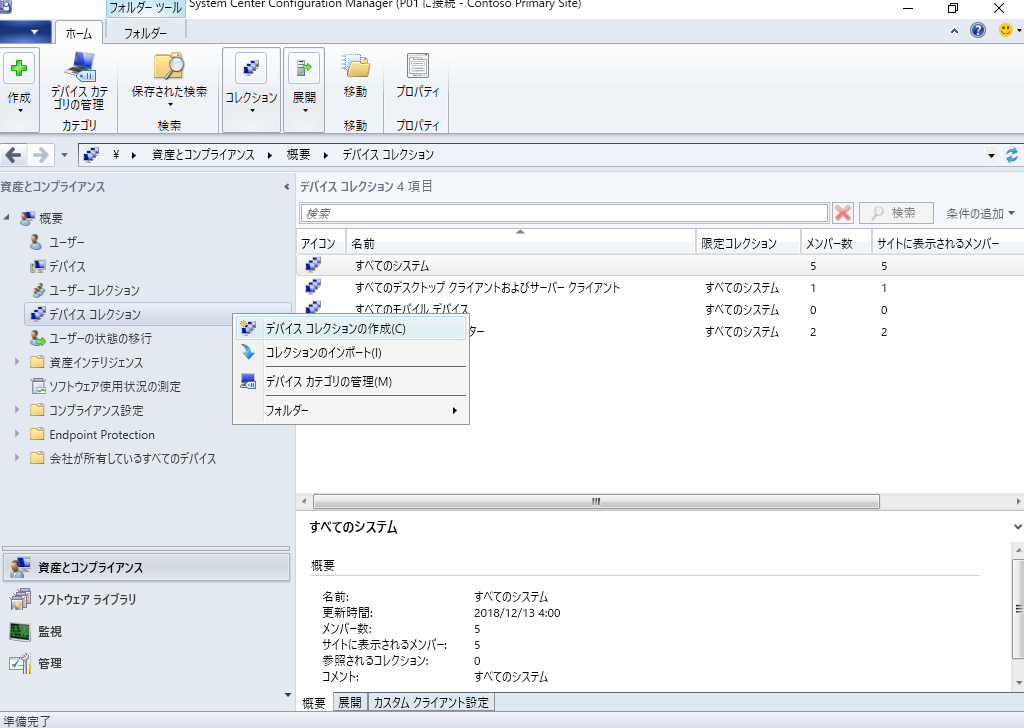 フォルダー ツール
System Center Configuration Manager (P01 に接続 - Contoso Primary Site)
ホーム
フォルダー
作成
デバイス カテゴリの管理
カテゴリ
保存された検索
検索
コレクション
展開
移動
移動
プロパティ
プロパティ
¥ ▸ 資産とコンプライアンス ▸ 概要 ▸ デバイス コレクション
資産とコンプライアンス
概要
ユーザー
デバイス
ユーザー コレクション
デバイス コレクション
ユーザーの状態の移行
資産インテリジェンス
ソフトウェア使用状況の測定
コンプライアンス設定
Endpoint Protection
会社が所有しているすべてのデバイス
デバイス コレクションの作成(C)
コレクションのインポート(I)
デバイス カテゴリの管理(M)
フォルダー
デバイス コレクション 4 項目
検索
検索
条件の追加
アイコン 名前 限定コレクション メンバー数 サイトに表示されるメンバー
すべてのシステム 5 5
すべてのデスクトップ クライアントおよびサーバー クライアント すべてのシステム 1 1
すべてのモバイル デバイス すべてのシステム 0 0
ター すべてのシステム 2 2
すべてのシステム
概要
名前: すべてのシステム
更新時間: 2018/12/13 4:00
メンバー数: 5
サイトに表示されるメンバー: 5
参照されるコレクション: 0
コメント: すべてのシステム
概要 展開 カスタム クライアント設定
資産とコンプライアンス
ソフトウェア ライブラリ
監視
管理
準備完了